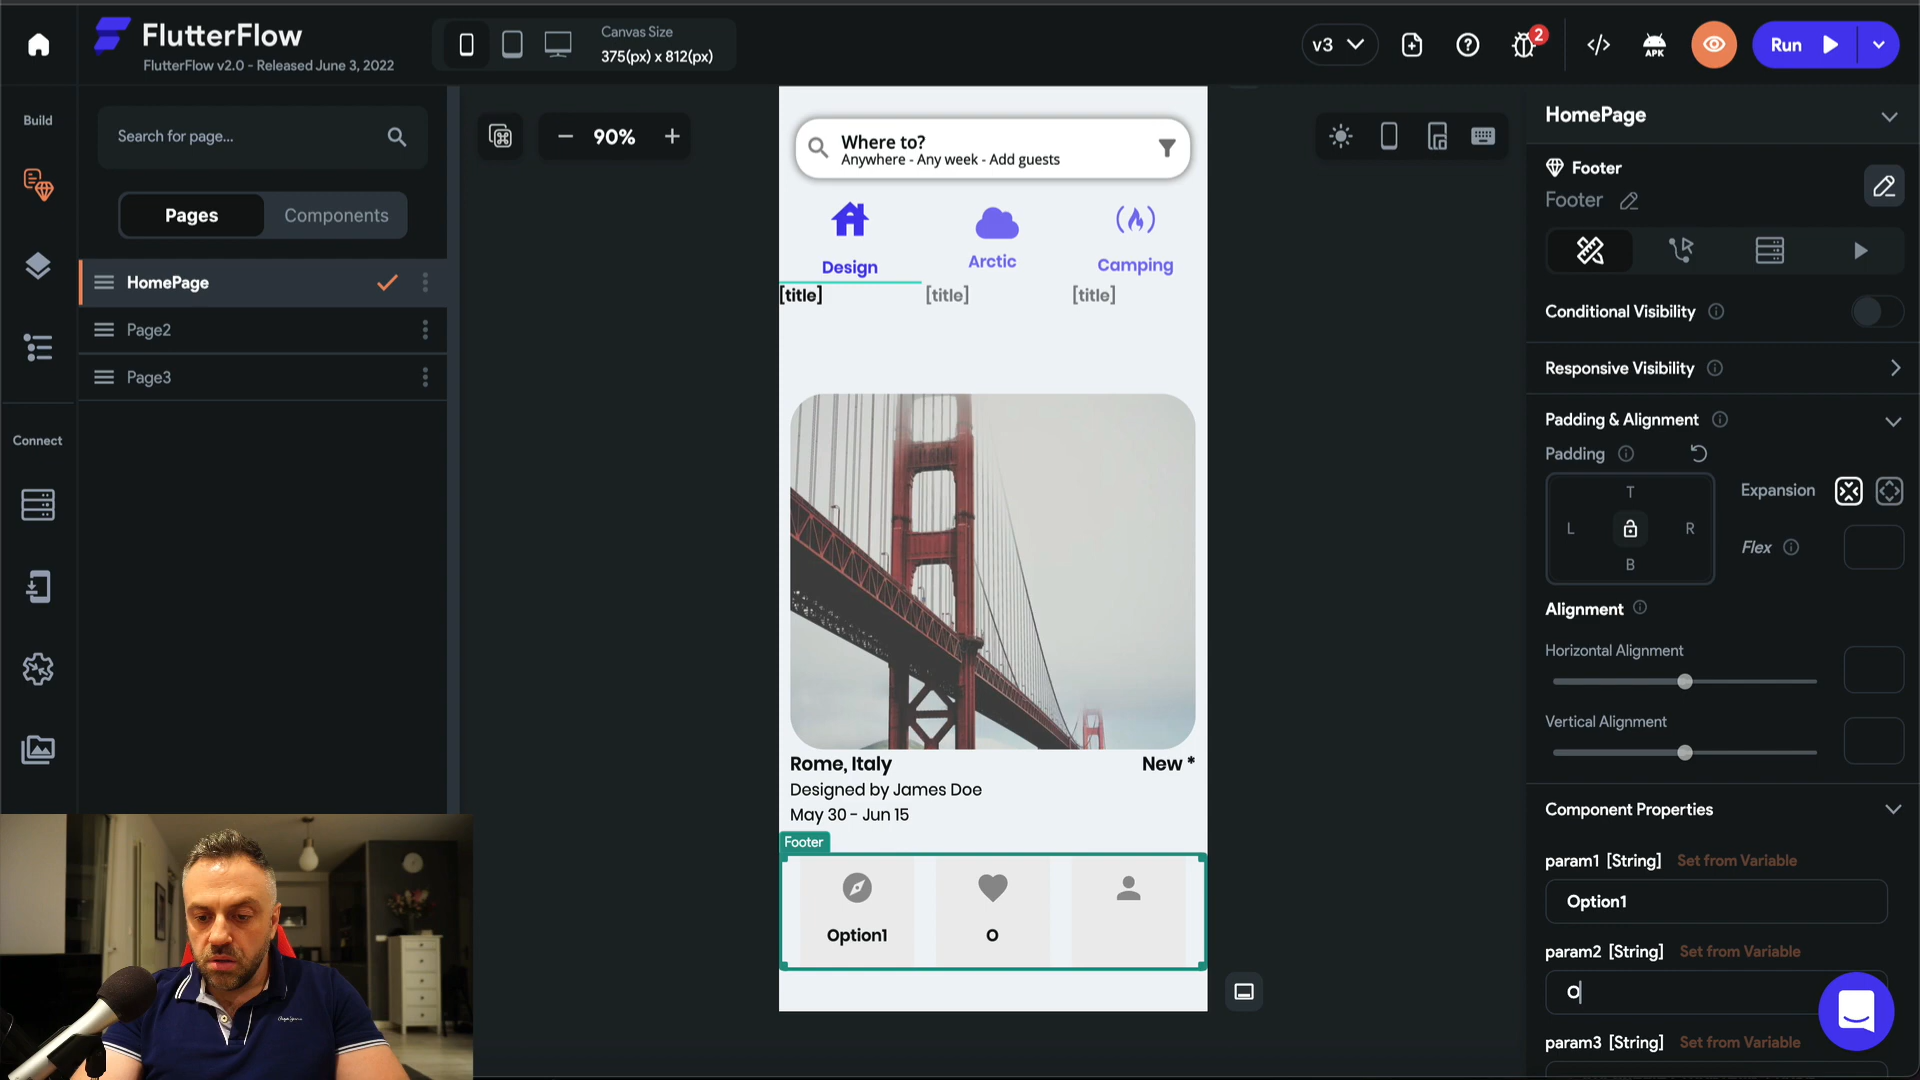 FlutterFlow
FlutterFlow v2.0 - Released June 3, 2022
Canvas Size
375(px) x 812(px)
v3
2
APK
Run
Build
Search for page...
Pages
Components
HomePage
Page2
Page3
Connect
90%
Where to?
Anywhere - Any week - Add guests
Design
Arctic
Camping
[title]
[title]
[title]
Rome, Italy
New *
Designed by James Doe
May 30 - Jun 15
Footer
Option1
O
HomePage
Footer
Footer
Conditional Visibility
Responsive Visibility
Padding & Alignment
Padding
T
L
R
B
Expansion
Flex
Alignment
Horizontal Alignment
Vertical Alignment
Component Properties
param1 [String] Set from Variable
Option1
param2 [String] Set from Variable
O
param3 [String] Set from Variable